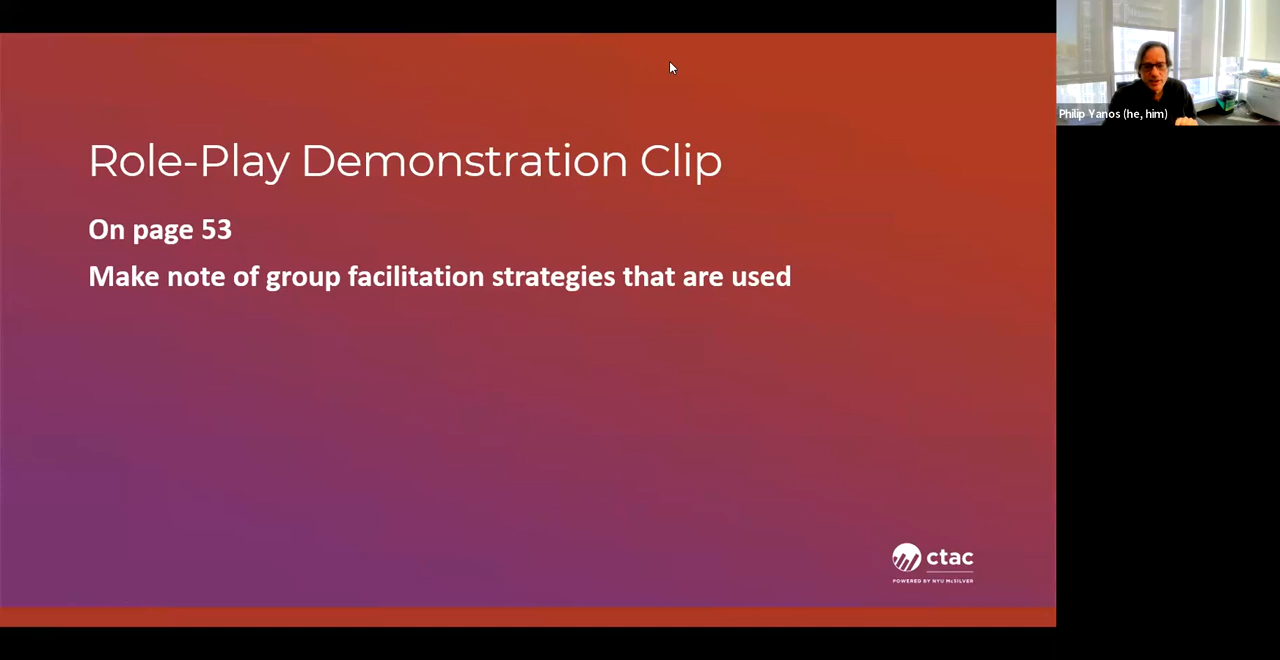 Role-Play Demonstration Clip
On page 53
Make note of group facilitation strategies that are used
ctac
POWERED BY NYU McSILVER
Philip Yanos (he, him)